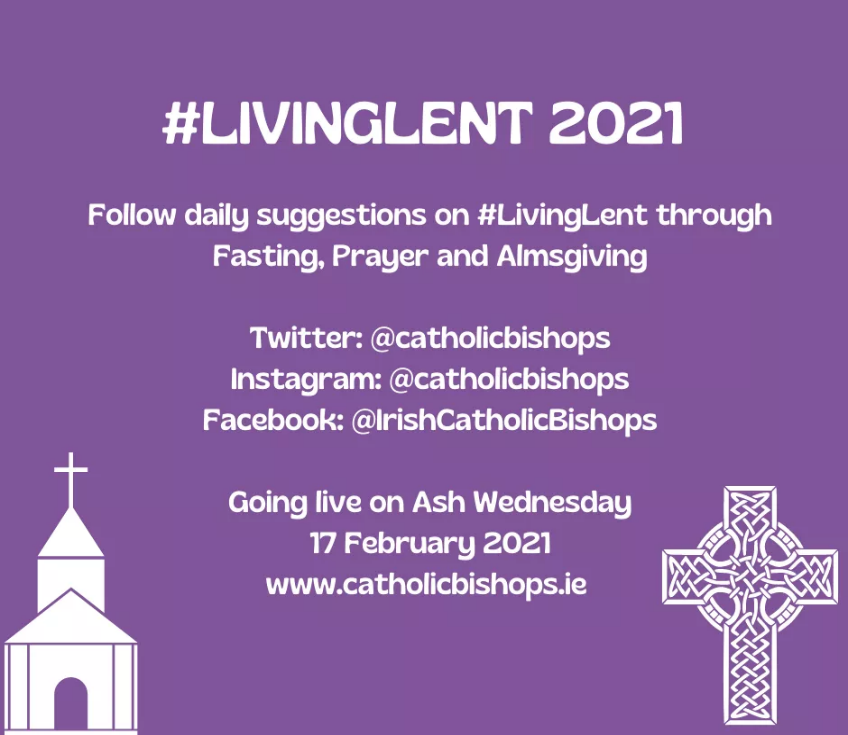 #LIVINGLENT 2021
Follow daily suggestions on #LivingLent through
Fasting, Prayer and Almsgiving
Twitter: @catholicbishops
Instagram: @catholicbishops
Facebook: @IrishCatholicBishops
Going live on Ash Wednesday
17 February 2021
www.catholicbishops.ie